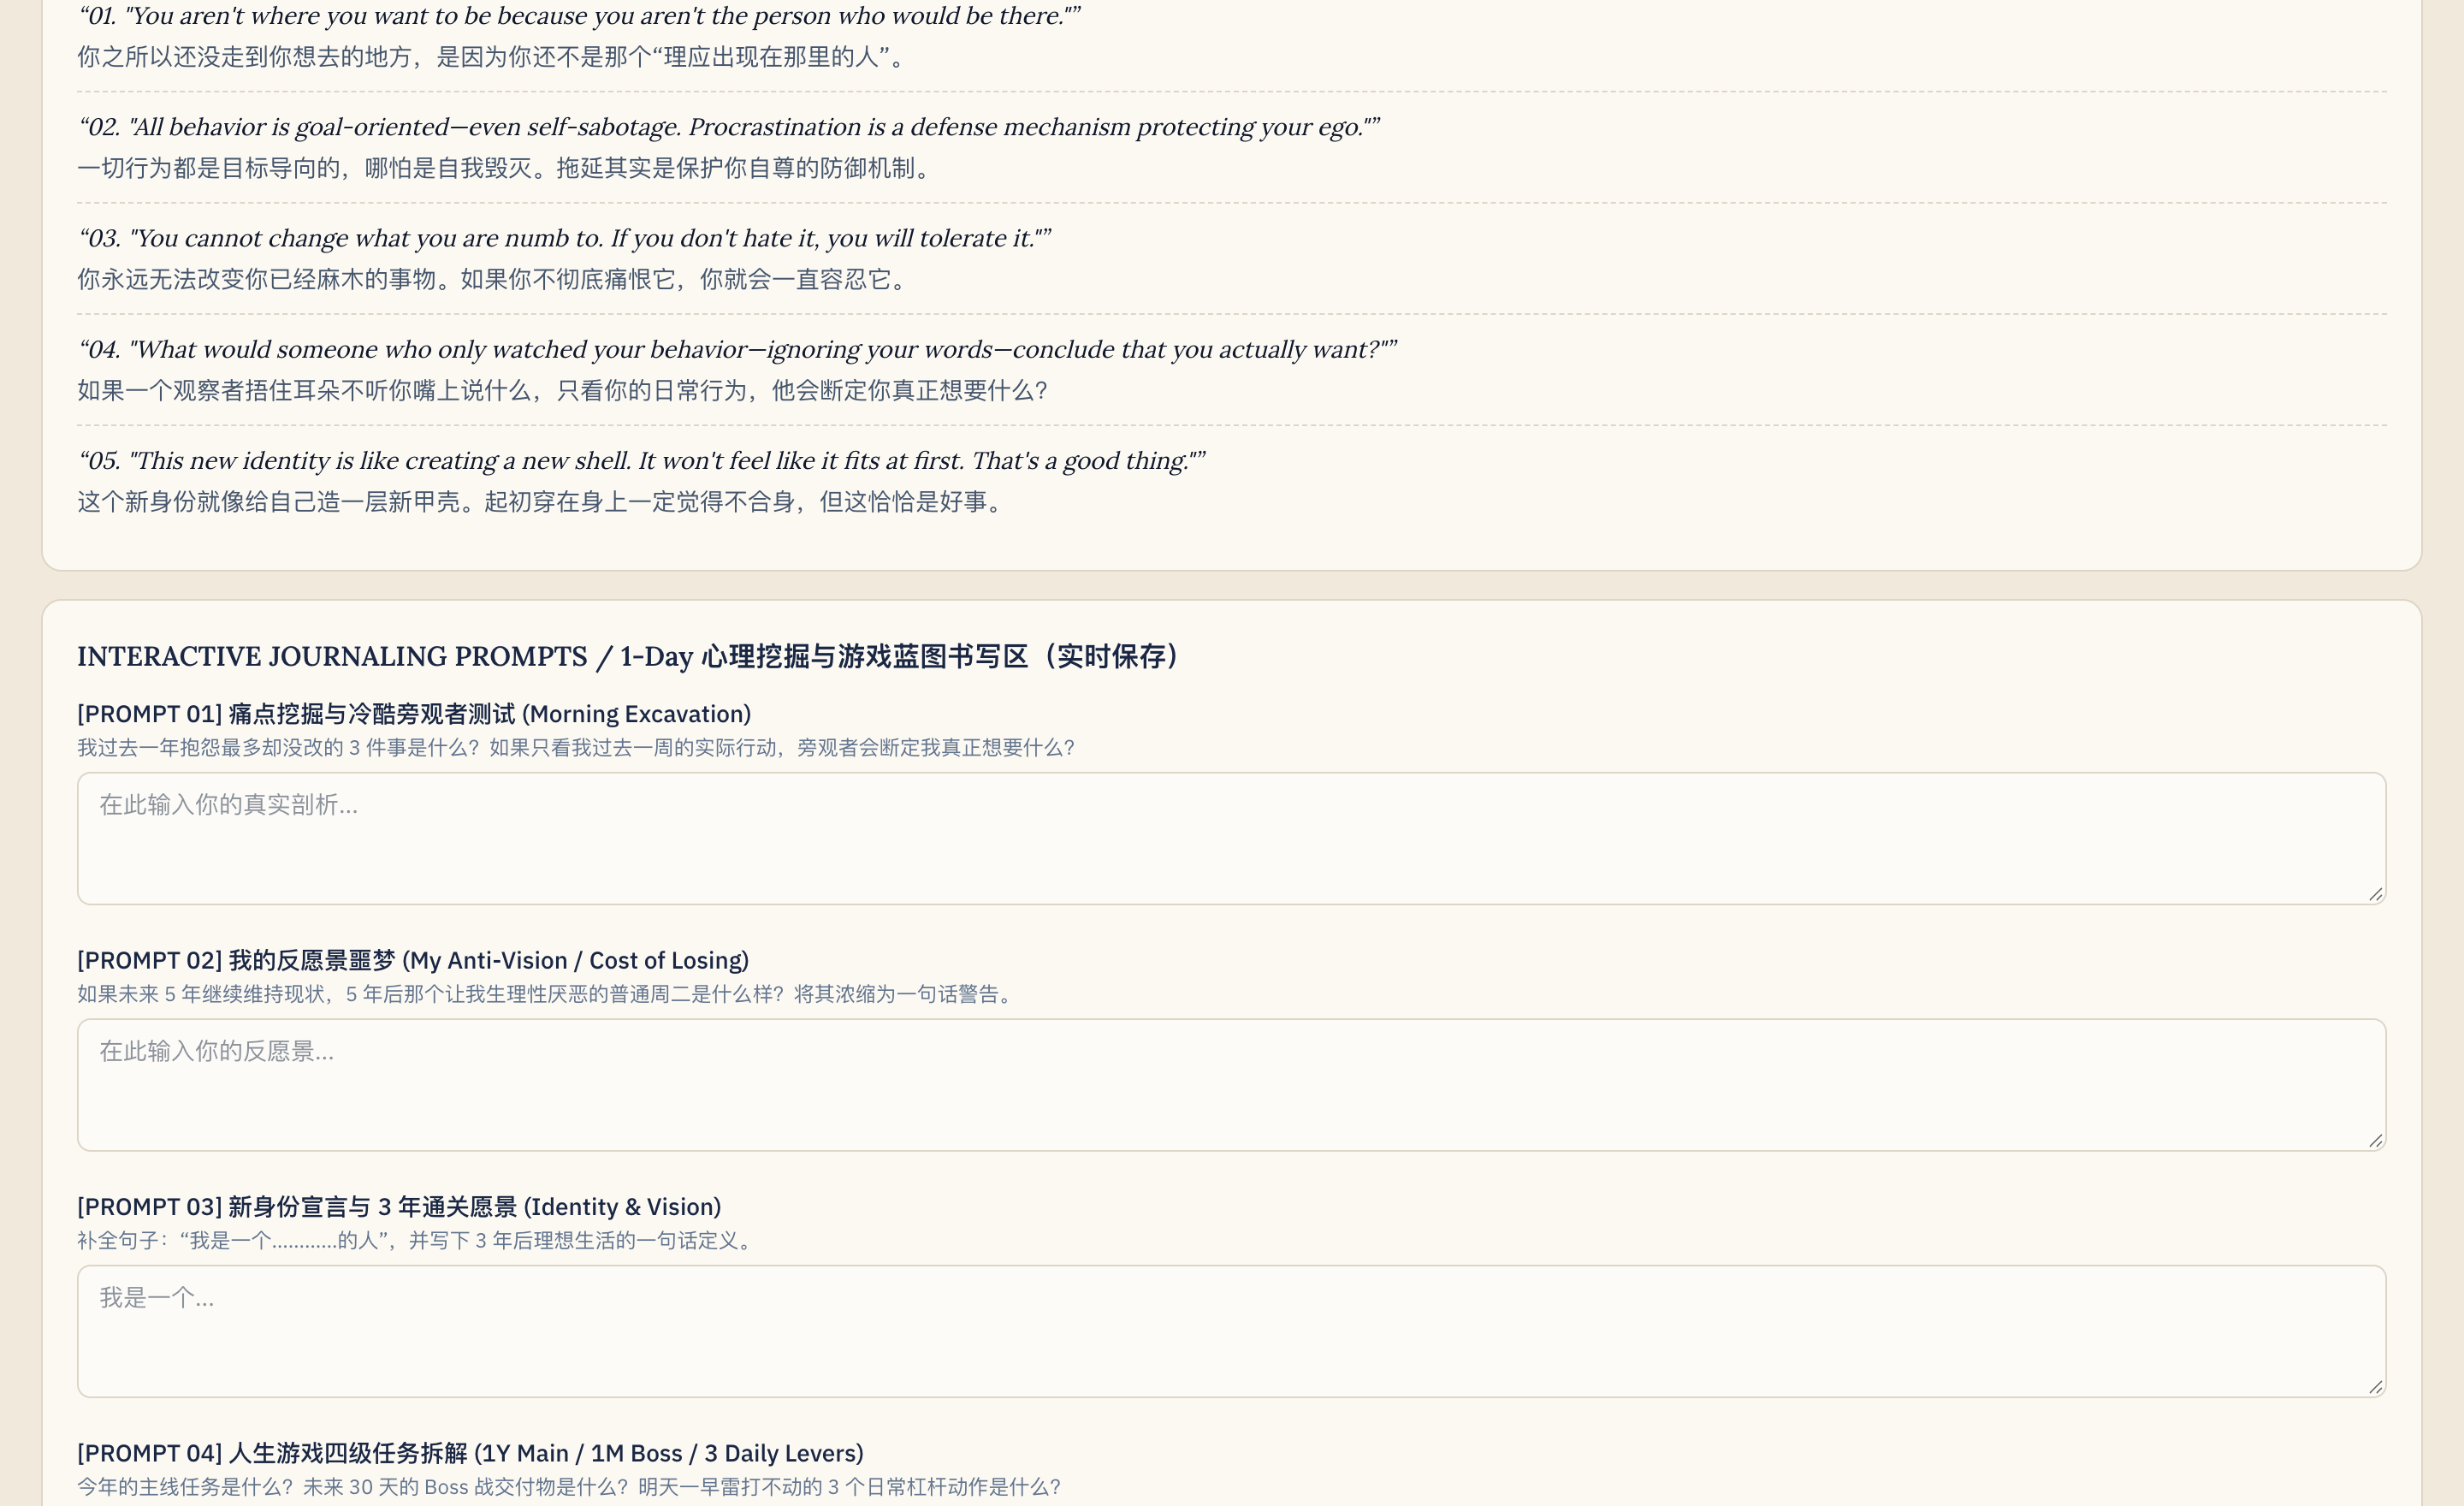 “01. "You aren't where you want to be because you aren't the person who would be there."”
你之所以还没走到你想去的地方，是因为你还不是那个“理应出现在那里的人”。
“02. "All behavior is goal-oriented—even self-sabotage. Procrastination is a defense mechanism protecting your ego."”
一切行为都是目标导向的，哪怕是自我毁灭。拖延其实是保护你自尊的防御机制。
“03. "You cannot change what you are numb to. If you don't hate it, you will tolerate it."”
你永远无法改变你已经麻木的事物。如果你不彻底痛恨它，你就会一直容忍它。
“04. "What would someone who only watched your behavior—ignoring your words—conclude that you actually want?"”
如果一个观察者捂住耳朵不听你嘴上说什么，只看你的日常行为，他会断定你真正想要什么？
“05. "This new identity is like creating a new shell. It won't feel like it fits at first. That's a good thing."”
这个新身份就像给自己造一层新甲壳。起初穿在身上一定觉得不合身，但这恰恰是好事。
INTERACTIVE JOURNALING PROMPTS / 1-Day 心理挖掘与游戏蓝图书写区（实时保存）
[PROMPT 01] 痛点挖掘与冷酷旁观者测试 (Morning Excavation)
我过去一年抱怨最多却没改的 3 件事是什么？如果只看我过去一周的实际行动，旁观者会断定我真正想要什么？
在此输入你的真实剖析...
[PROMPT 02] 我的反愿景噩梦 (My Anti-Vision / Cost of Losing)
如果未来 5 年继续维持现状，5 年后那个让我生理性厌恶的普通周二是什么样？将其浓缩为一句话警告。
在此输入你的反愿景...
[PROMPT 03] 新身份宣言与 3 年通关愿景 (Identity & Vision)
补全句子：“我是一个............的人”，并写下 3 年后理想生活的一句话定义。
我是一个...
[PROMPT 04] 人生游戏四级任务拆解 (1Y Main / 1M Boss / 3 Daily Levers)
今年的主线任务是什么？未来 30 天的 Boss 战交付物是什么？明天一早雷打不动的 3 个日常杠杆动作是什么？